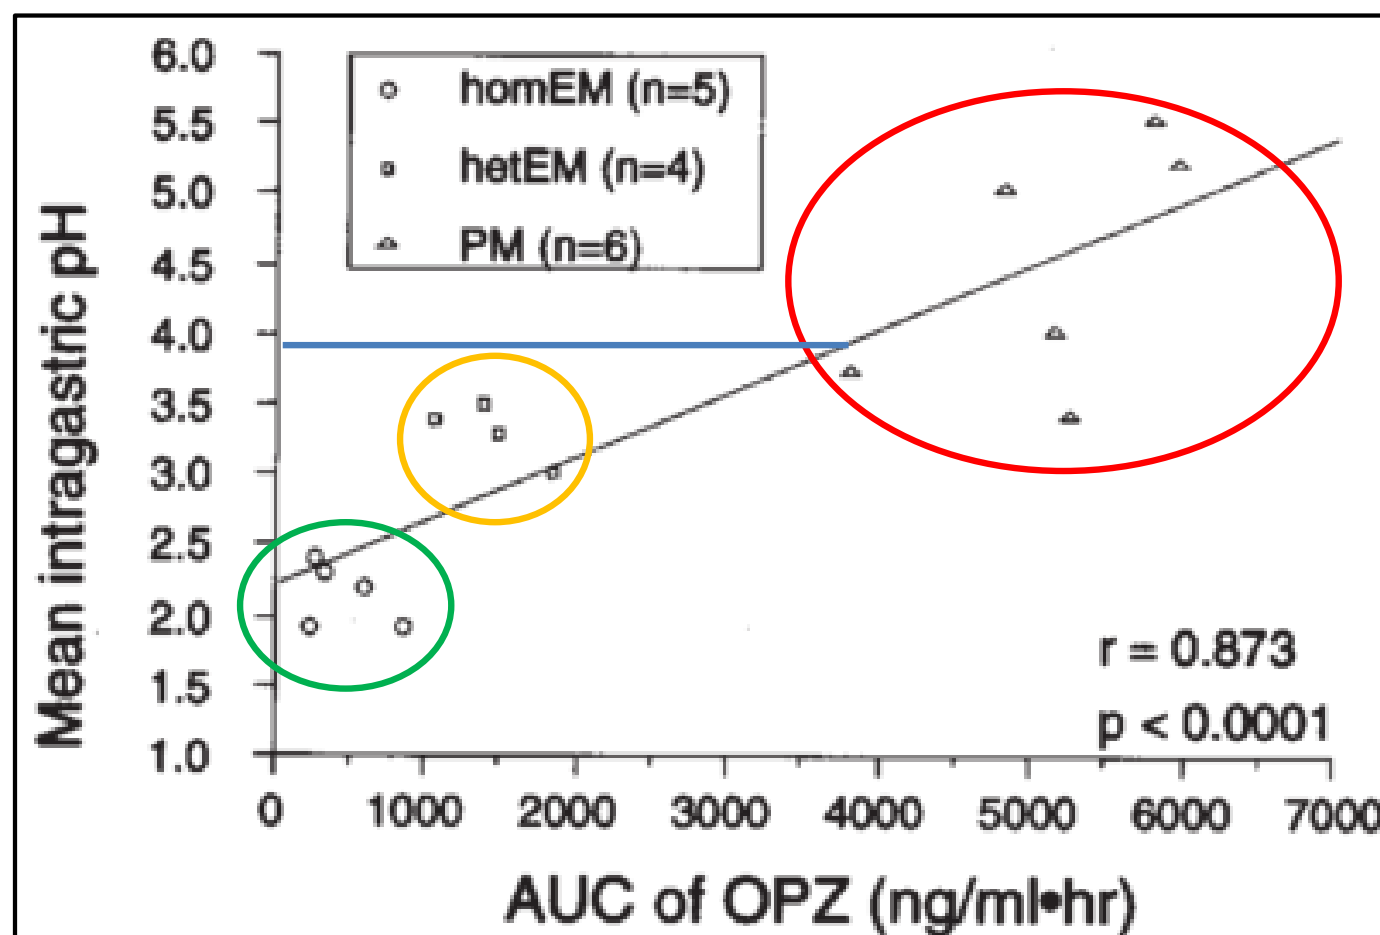 6.0
5.5
5.0
4.5
4.0
3.5
3.0
2.5
2.0
1.5
1.0
Mean intragastric pH
homEM (n=5)
hetEM (n=4)
PM (n=6)
r = 0.873
p < 0.0001
0 1000 2000 3000 4000 5000 6000 7000
AUC of OPZ (ng/ml•hr)